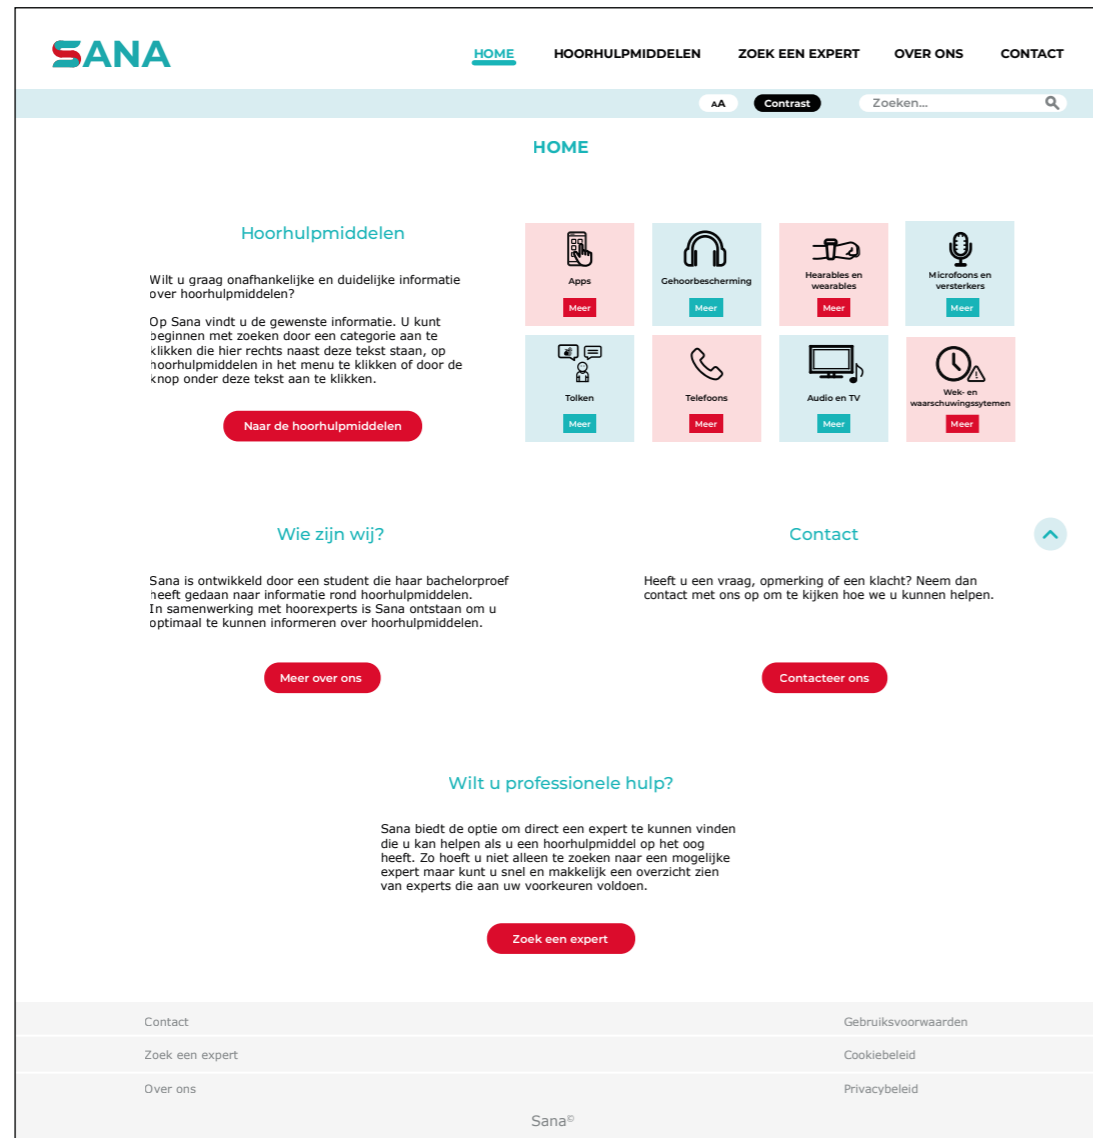 SANA
HOME
HOORHULPMIDDELEN
ZOEK EEN EXPERT
OVER ONS
CONTACT
AA
Contrast
Zoeken...
HOME
Hoorhulpmiddelen
Wilt u graag onafhankelijke en duidelijke informatie
over hoorhulpmiddelen?
Op Sana vindt u de gewenste informatie. U kunt
beginnen met zoeken door een categorie aan te
klikken die hier rechts naast deze tekst staan, op
hoorhulpmiddelen in het menu te klikken of door de
knop onder deze tekst aan te klikken.
Naar de hoorhulpmiddelen
Apps
Meer
Gehoorbescherming
Meer
Hearables en
wearables
Meer
Microfoons en
versterkers
Meer
Tolken
Meer
Telefoons
Meer
Audio en TV
Meer
Wek- en
waarschuwingssytemen
Meer
Wie zijn wij?
Sana is ontwikkeld door een student die haar bachelorproef
heeft gedaan naar informatie rond hoorhulpmiddelen.
In samenwerking met hoorexperts is Sana ontstaan om u
optimaal te kunnen informeren over hoorhulpmiddelen.
Meer over ons
Contact
Heeft u een vraag, opmerking of een klacht? Neem dan
contact met ons op om te kijken hoe we u kunnen helpen.
Contacteer ons
Wilt u professionele hulp?
Sana biedt de optie om direct een expert te kunnen vinden
die u kan helpen als u een hoorhulpmiddel op het oog
heeft. Zo hoeft u niet alleen te zoeken naar een mogelijke
expert maar kunt u snel en makkelijk een overzicht zien
van experts die aan uw voorkeuren voldoen.
Zoek een expert
Contact
Gebruiksvoorwaarden
Zoek een expert
Cookiebeleid
Over ons
Privacybeleid
Sana©